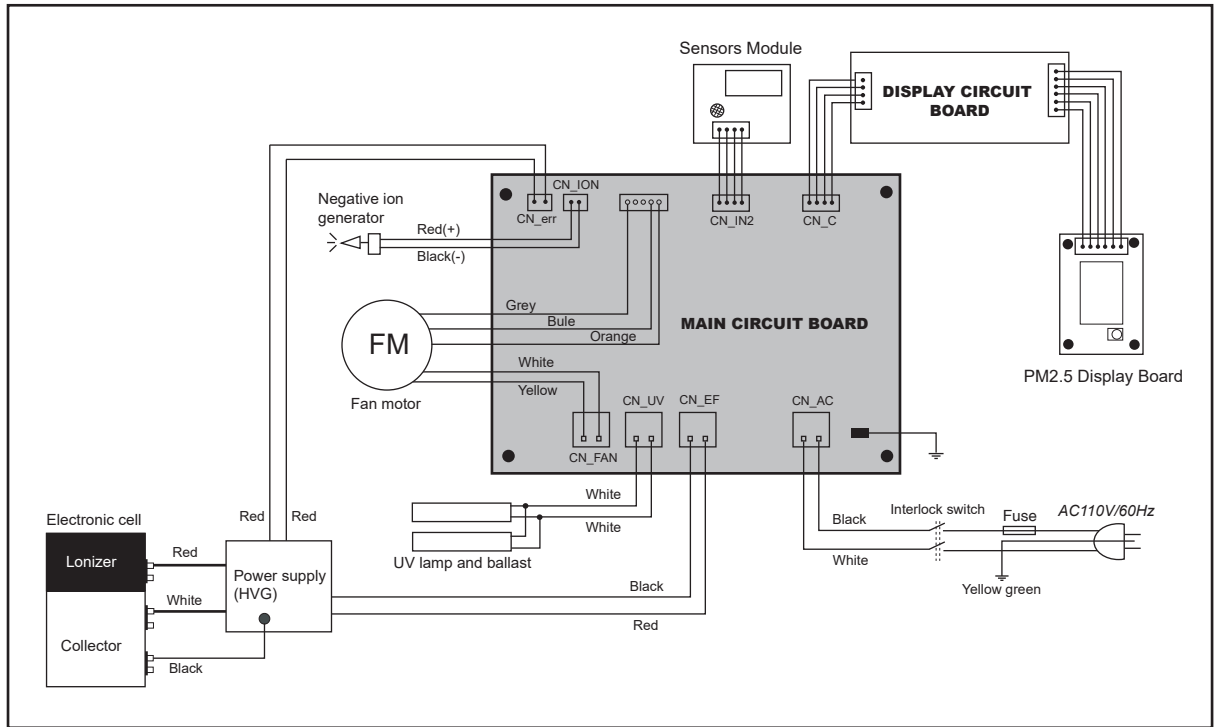 Sensors Module
DISPLAY CIRCUIT
BOARD
CN_ION
CN_err
CN_IN2
CN_C
Negative ion
generator
Red(+)
Black(-)
Grey
Bule
Orange
MAIN CIRCUIT BOARD
FM
White
Yellow
Fan motor
PM2.5 Display Board
CN_UV
CN_EF
CN_AC
CN_FAN
White
White
UV lamp and ballast
Interlock switch
Fuse
AC110V/60Hz
Black
White
Yellow green
Electronic cell
Red
Red
Lonizer
Red
Power supply
(HVG)
White
Collector
Black
Black
Red